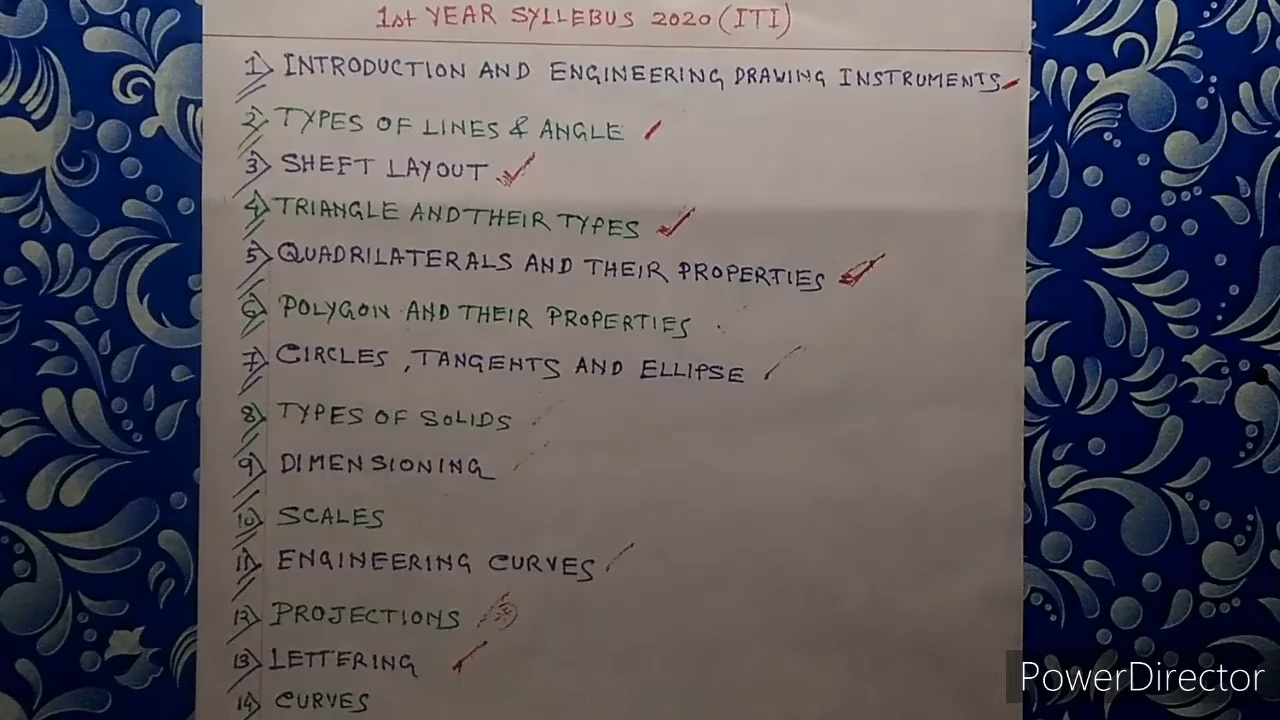 1st YEAR SYLLEBUS 2020 (ITI)
1) INTRODUCTION AND ENGINEERING DRAWING INSTRUMENTS
2) TYPES OF LINES & ANGLE
3) SHEFT LAYOUT
4) TRIANGLE AND THEIR TYPES
5) QUADRILATERALS AND THEIR PROPERTIES
6) POLYGON AND THEIR PROPERTIES
7) CIRCLES, TANGENTS AND ELLIPSE
8) TYPES OF SOLIDS
9) DIMENSIONING
10) SCALES
11) ENGINEERING CURVES
12) PROJECTIONS
13) LETTERING
14) CURVES
PowerDirector